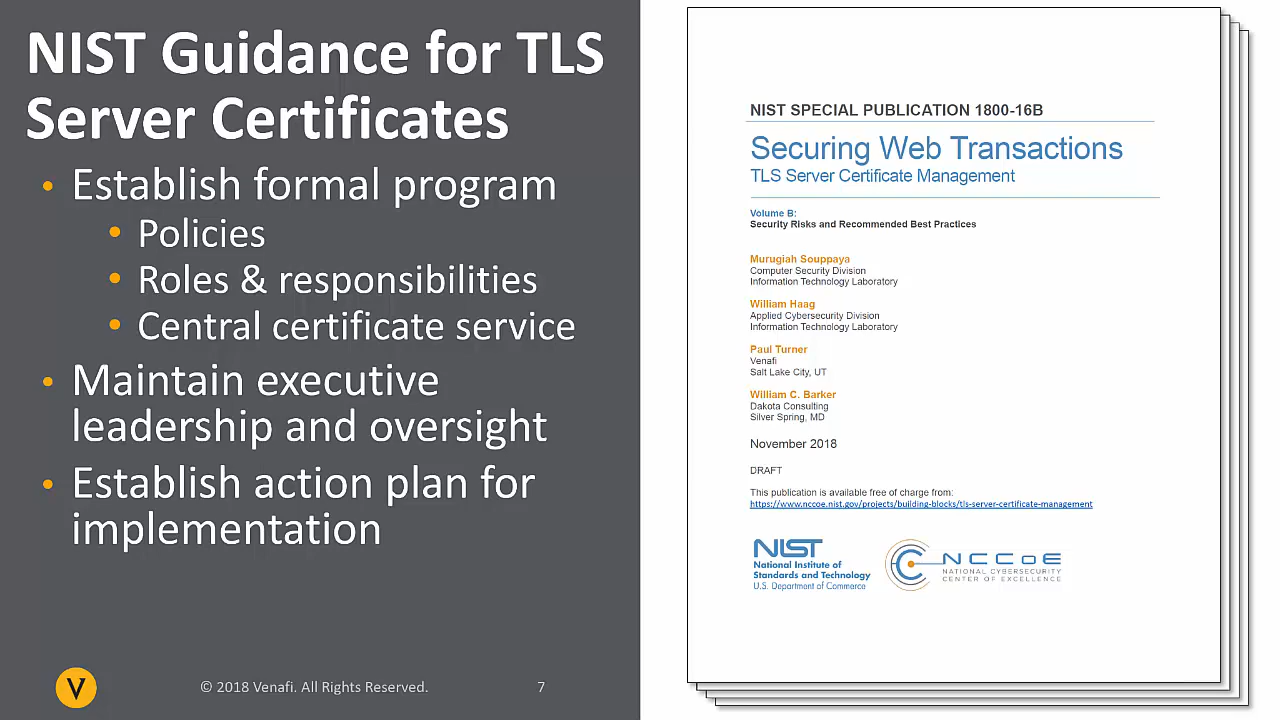 NIST Guidance for TLS
Server Certificates
• Establish formal program
• Policies
• Roles & responsibilities
• Central certificate service
• Maintain executive
leadership and oversight
• Establish action plan for
implementation
V
© 2018 Venafi. All Rights Reserved.
7
NIST SPECIAL PUBLICATION 1800-16B
Securing Web Transactions
TLS Server Certificate Management
Volume B:
Security Risks and Recommended Best Practices
Murugiah Souppaya
Computer Security Division
Information Technology Laboratory
William Haag
Applied Cybersecurity Division
Information Technology Laboratory
Paul Turner
Venafi
Salt Lake City, UT
William C. Barker
Dakota Consulting
Silver Spring, MD
November 2018
DRAFT
This publication is available free of charge from:
https://www.nccoe.nist.gov/projects/building-blocks/tls-server-certificate-management
NIST
National Institute of
Standards and Technology
U.S. Department of Commerce
NCCoE
NATIONAL CYBERSECURITY
CENTER OF EXCELLENCE